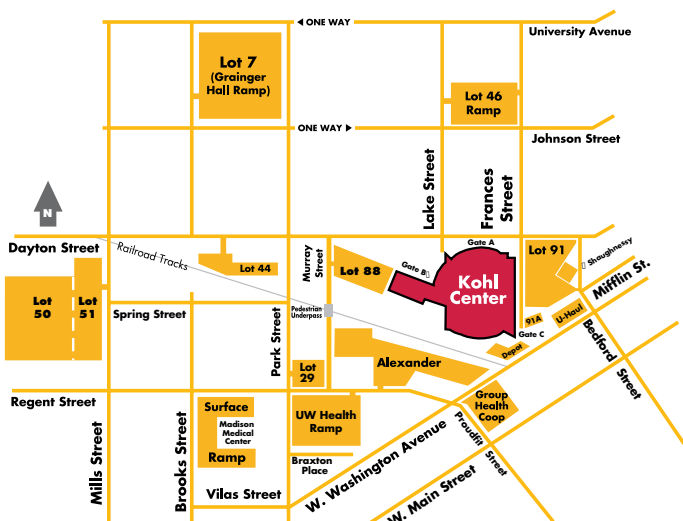 ONE WAY
University Avenue
Lot 7
(Grainger
Hall Ramp)
Lot 46
Ramp
ONE WAY
Johnson Street
Lake Street
Frances
Street
N
Dayton Street
Railroad Tracks
Lot 44
Murray
Street
Lot 88
Gate A
Gate B
Kohl
Center
Lot 91
Shaughnessy
Mifflin St.
Lot
50
Lot
51
Spring Street
Pedestrian
Underpass
Park Street
91A
U-Haul
Gate C
Depot
Bedford Street
Lot
29
Alexander
Regent Street
Surface
Madison
Medical
Center
Ramp
UW Health
Ramp
Group
Health
Coop
Proudfit Street
Braxton
Place
Mills Street
Brooks Street
Vilas Street
W. Washington Avenue
W. Main Street